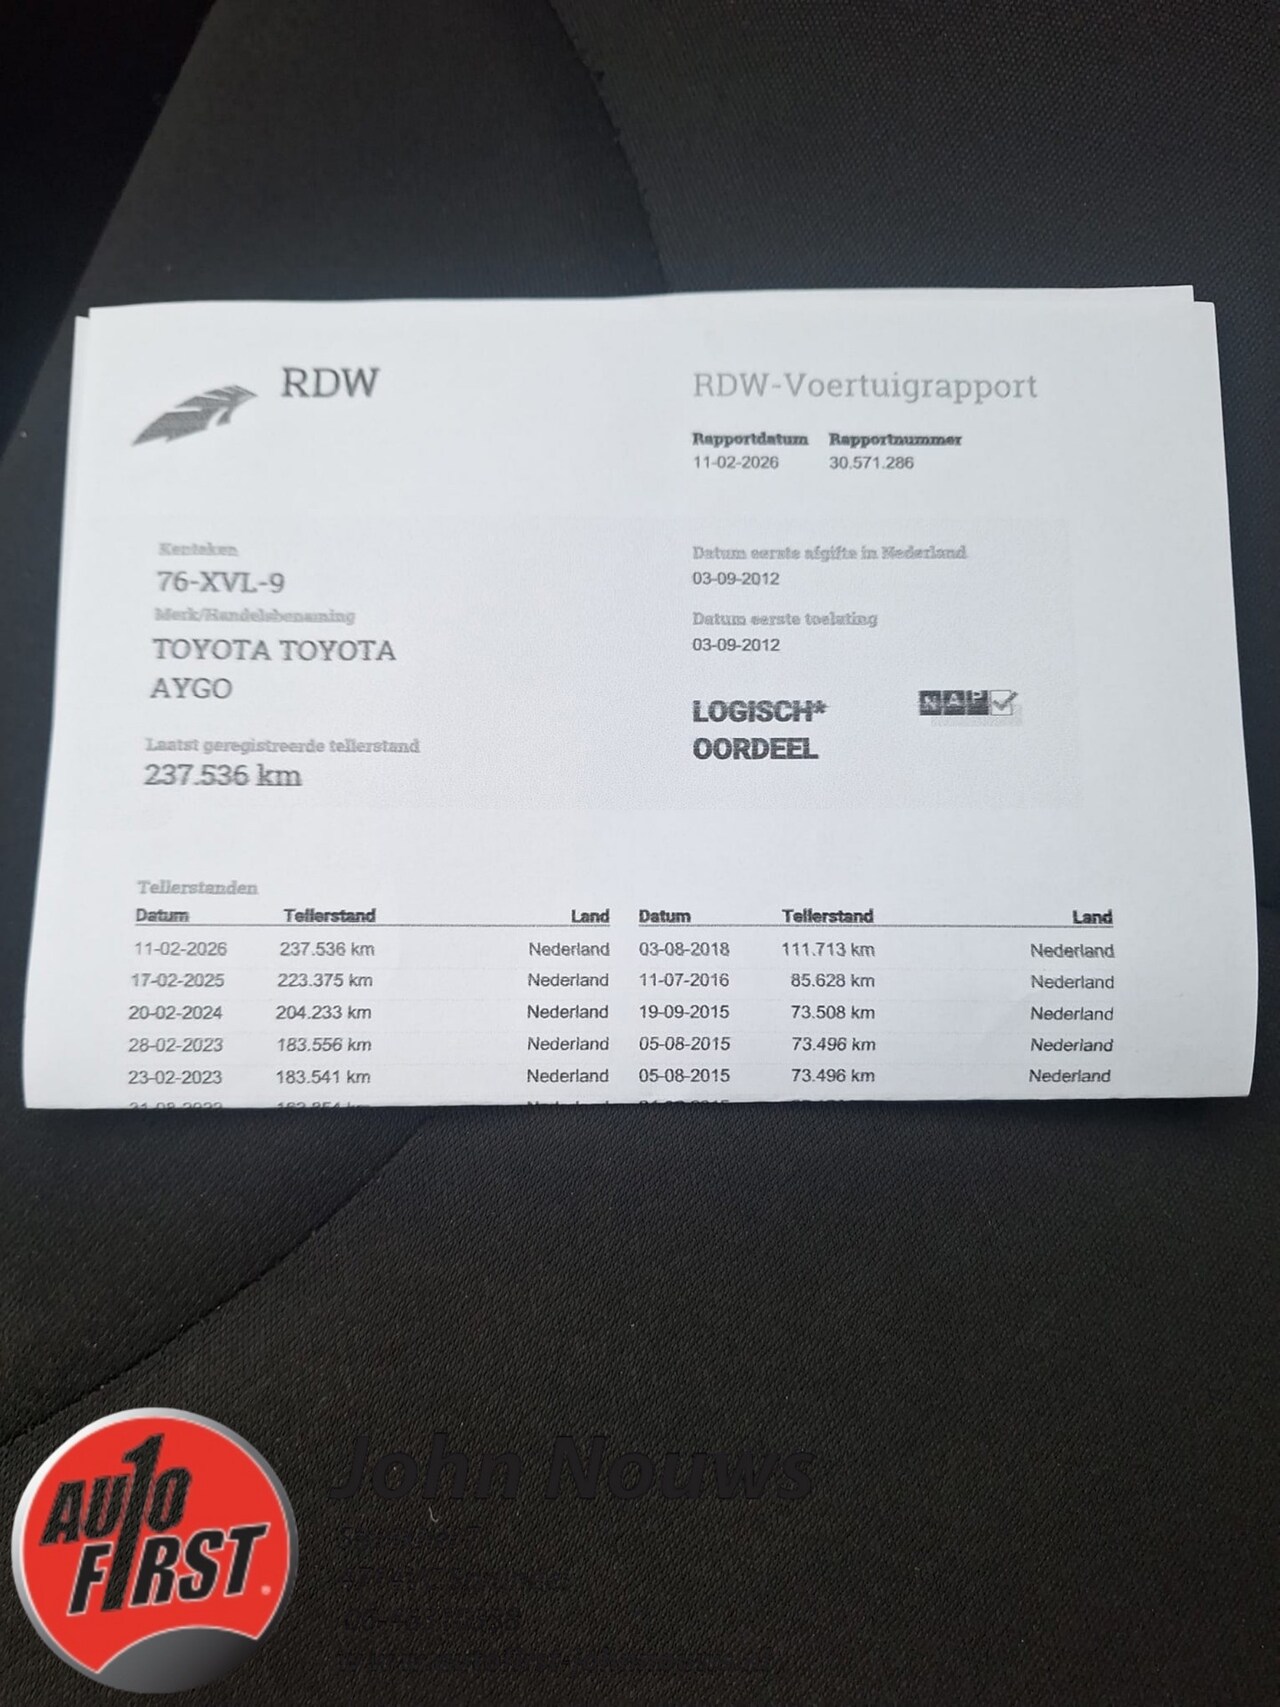 RDW
RDW-Voertuigrapport
Rapportdatum Rapportnummer
11-02-2026 30.571.286
Kenteken
76-XVL-9
Merk/Handelsbenaming
TOYOTA TOYOTA
AYGO
Laatst geregistreerde tellerstand
237.536 km
Datum eerste afgifte in Nederland
03-09-2012
Datum eerste toelating
03-09-2012
LOGISCH*
OORDEEL
NAP
Tellerstanden
Datum Tellerstand Land Datum Tellerstand Land
11-02-2026 237.536 km Nederland 03-08-2018 111.713 km Nederland
17-02-2025 223.375 km Nederland 11-07-2016 85.628 km Nederland
20-02-2024 204.233 km Nederland 19-09-2015 73.508 km Nederland
28-02-2023 183.556 km Nederland 05-08-2015 73.496 km Nederland
23-02-2023 183.541 km Nederland 05-08-2015 73.496 km Nederland
John Nouws
AUTO
FIRST